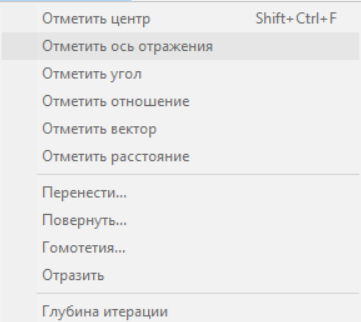 Отметить центр Shift+Ctrl+F
Отметить ось отражения
Отметить угол
Отметить отношение
Отметить вектор
Отметить расстояние
Перенести...
Повернуть...
Гомотетия...
Отразить
Глубина итерации